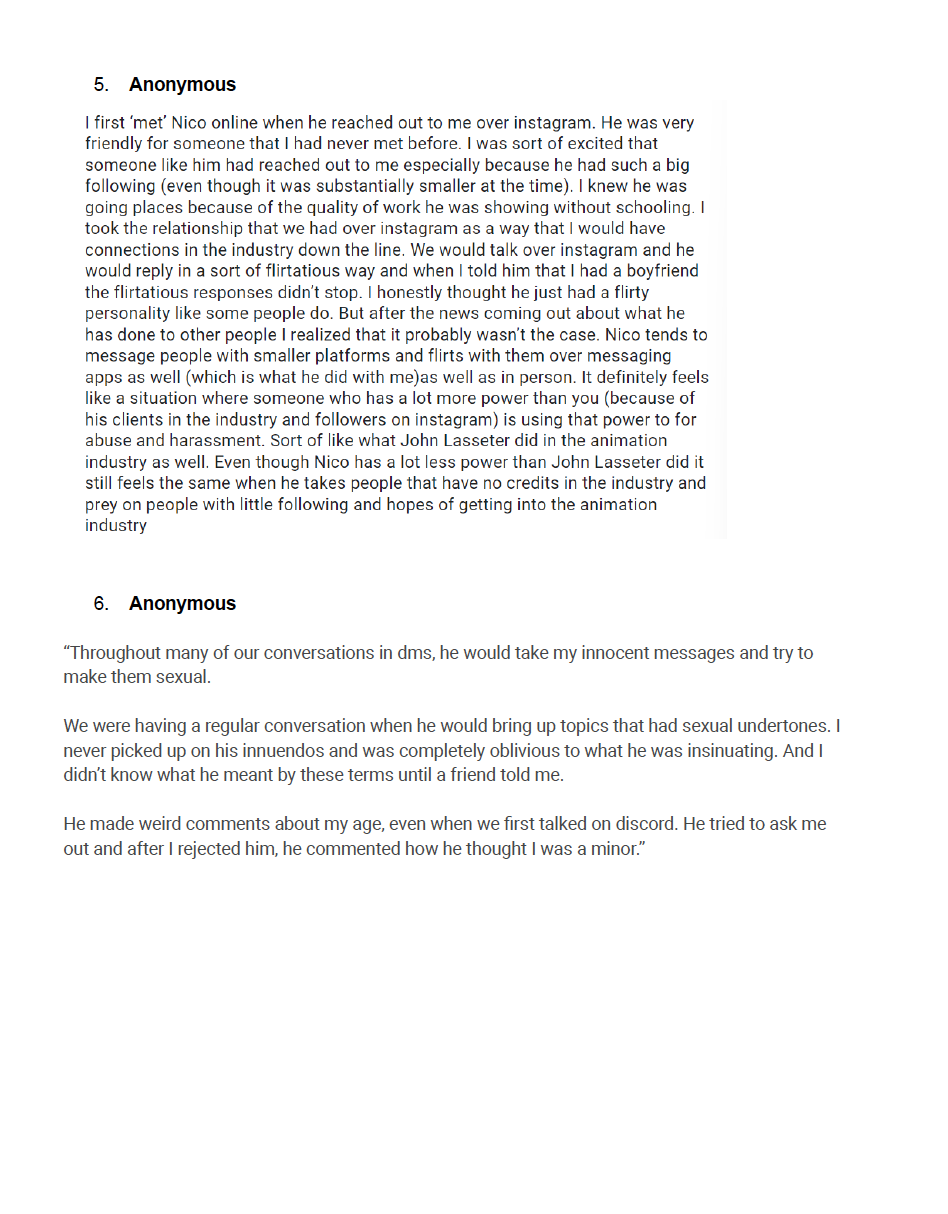 5. Anonymous
I first ‘met’ Nico online when he reached out to me over instagram. He was very
friendly for someone that I had never met before. I was sort of excited that
someone like him had reached out to me especially because he had such a big
following (even though it was substantially smaller at the time). I knew he was
going places because of the quality of work he was showing without schooling. I
took the relationship that we had over instagram as a way that I would have
connections in the industry down the line. We would talk over instagram and he
would reply in a sort of flirtatious way and when I told him that I had a boyfriend
the flirtatious responses didn’t stop. I honestly thought he just had a flirty
personality like some people do. But after the news coming out about what he
has done to other people I realized that it probably wasn’t the case. Nico tends to
message people with smaller platforms and flirts with them over messaging
apps as well (which is what he did with me)as well as in person. It definitely feels
like a situation where someone who has a lot more power than you (because of
his clients in the industry and followers on instagram) is using that power to for
abuse and harassment. Sort of like what John Lasseter did in the animation
industry as well. Even though Nico has a lot less power than John Lasseter did it
still feels the same when he takes people that have no credits in the industry and
prey on people with little following and hopes of getting into the animation
industry
6. Anonymous
“Throughout many of our conversations in dms, he would take my innocent messages and try to
make them sexual.
We were having a regular conversation when he would bring up topics that had sexual undertones. I
never picked up on his innuendos and was completely oblivious to what he was insinuating. And I
didn’t know what he meant by these terms until a friend told me.
He made weird comments about my age, even when we first talked on discord. He tried to ask me
out and after I rejected him, he commented how he thought I was a minor.”